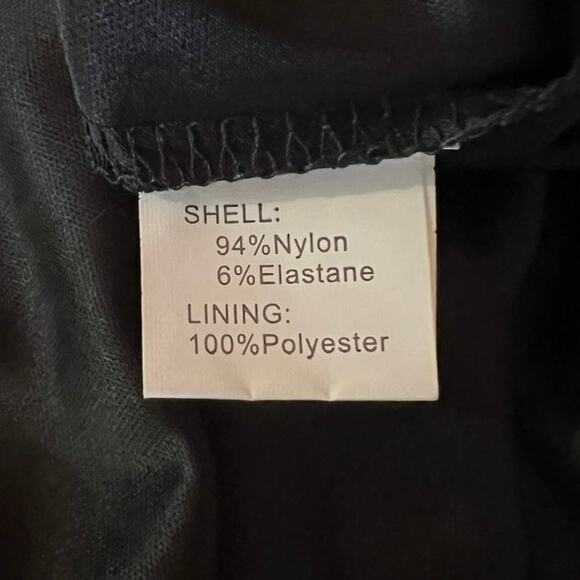 SHELL:
94%Nylon
6%Elastane
LINING:
100%Polyester